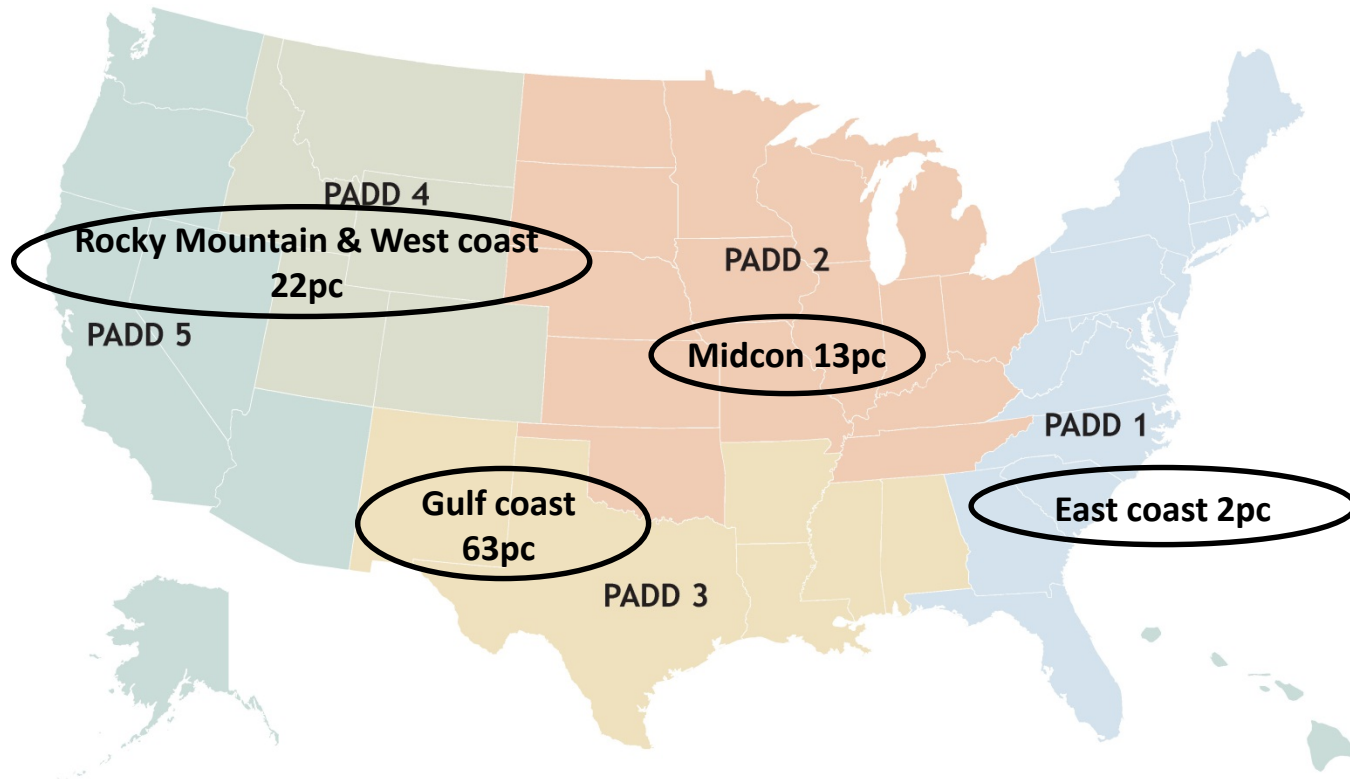 PADD 4
Rocky Mountain & West coast
22pc
PADD 5
PADD 2
Midcon 13pc
PADD 1
East coast 2pc
Gulf coast
63pc
PADD 3